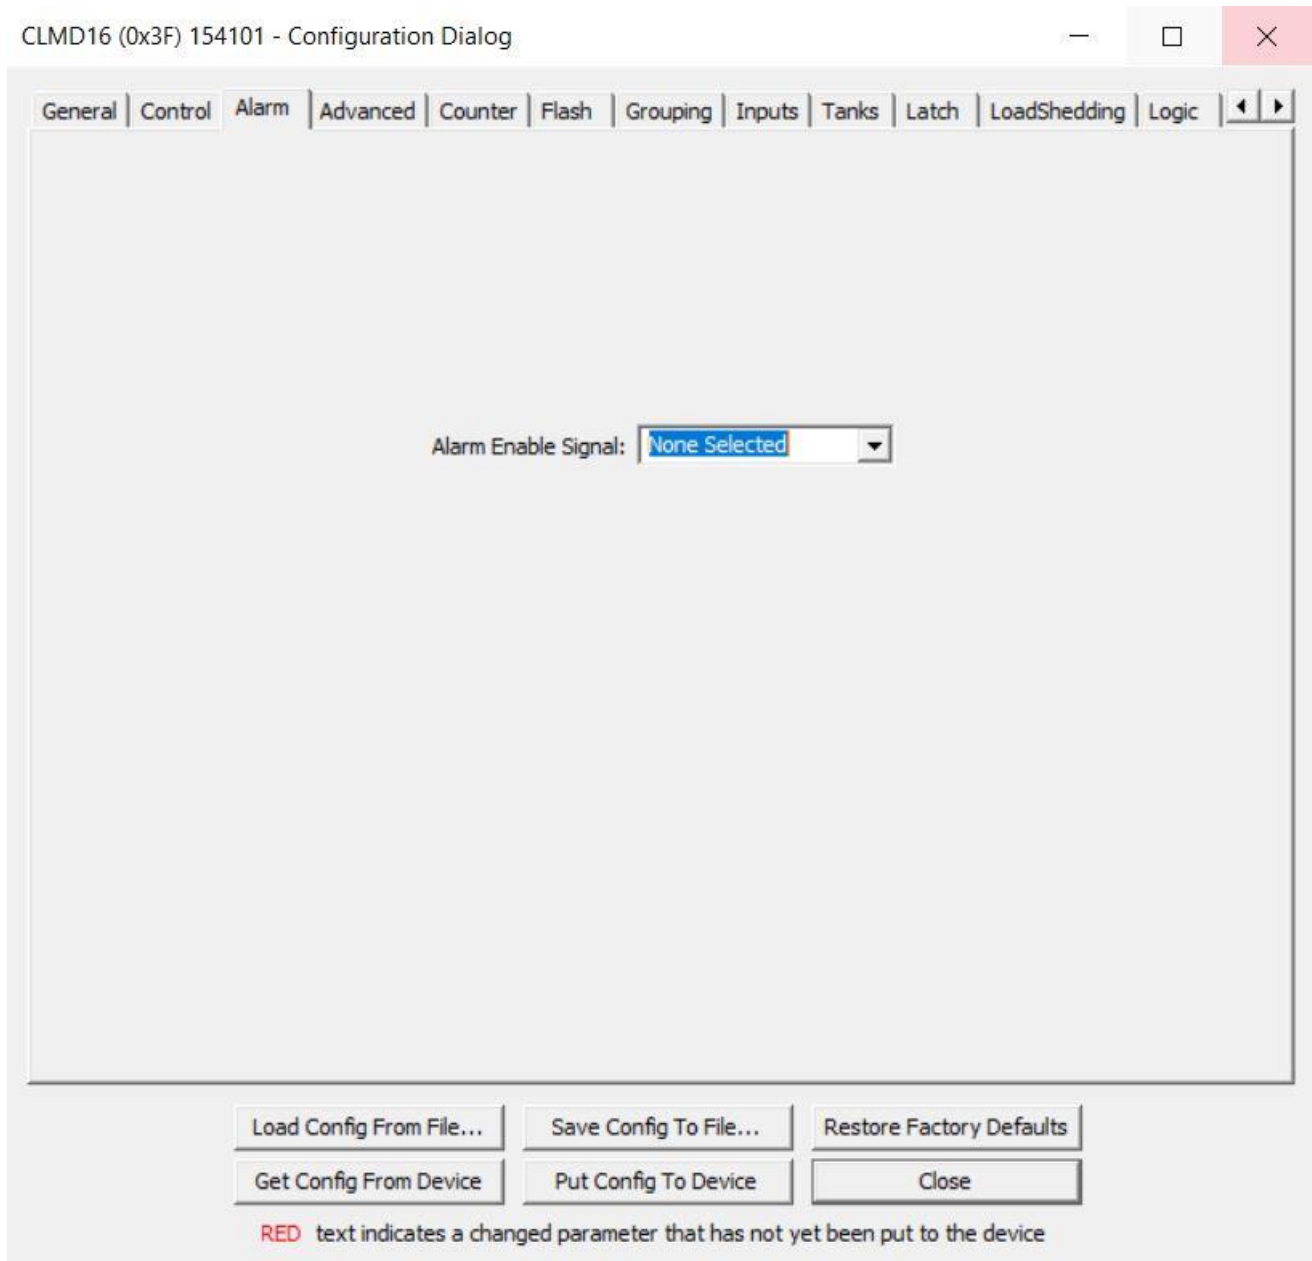 CLMD16 (0x3F) 154101 - Configuration Dialog
General Control Alarm Advanced Counter Flash Grouping Inputs Tanks Latch LoadShedding Logic
Alarm Enable Signal: None Selected
Load Config From File... Save Config To File... Restore Factory Defaults
Get Config From Device Put Config To Device Close
RED text indicates a changed parameter that has not yet been put to the device